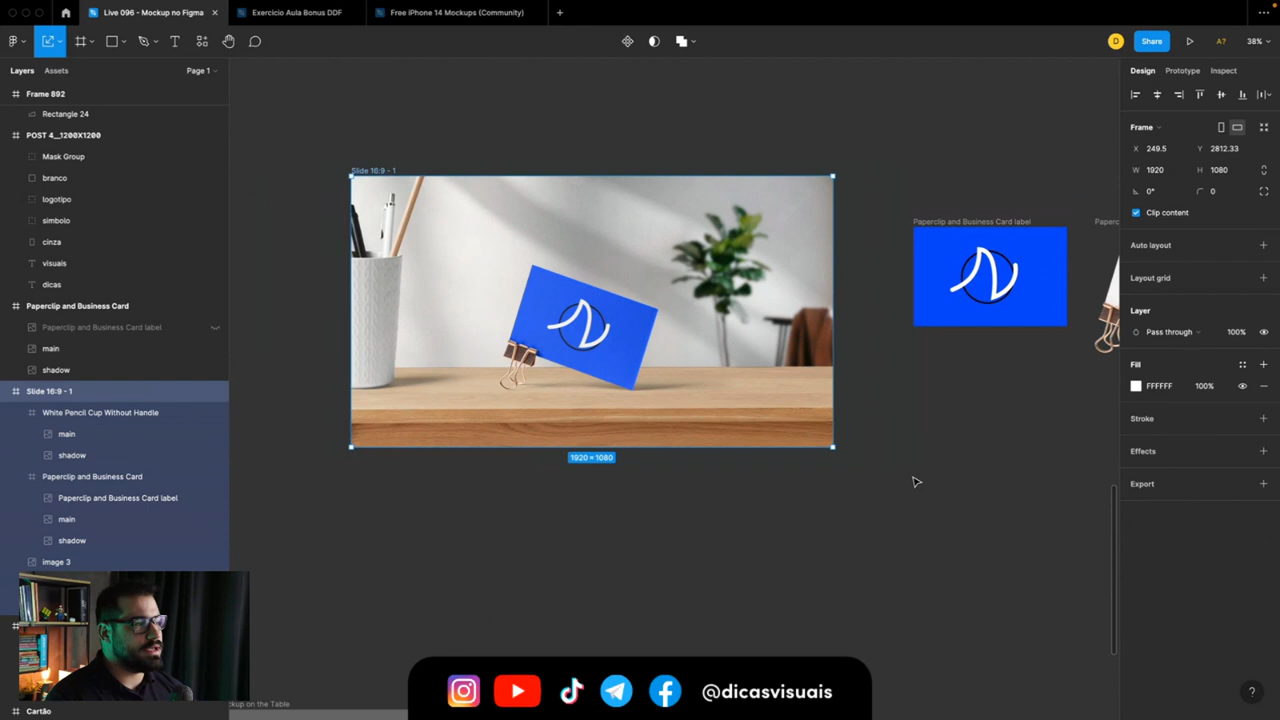 Live 096 - Mockup no Figma
Exercício Aula Bonus DDF
Free iPhone 14 Mockups (Community)
Share
A?
38%
Layers
Assets
Page 1
Frame 892
Rectangle 24
POST 4__1200X1200
Mask Group
branco
logotipo
simbolo
cinza
visuais
dicas
Paperclip and Business Card
Paperclip and Business Card label
main
shadow
Slide 16:9 - 1
White Pencil Cup Without Handle
main
shadow
Paperclip and Business Card
Paperclip and Business Card label
main
shadow
image 3
Cartão
Slide 16:9 - 1
1920 × 1080
Paperclip and Business Card label
D
Design
Prototype
Inspect
Frame
X 249.5
Y 2812.33
W 1920
H 1080
0°
0
Clip content
Auto layout
Layout grid
Layer
Pass through
100%
Fill
FFFFFF
100%
Stroke
Effects
Export
?
@dicasvisuais